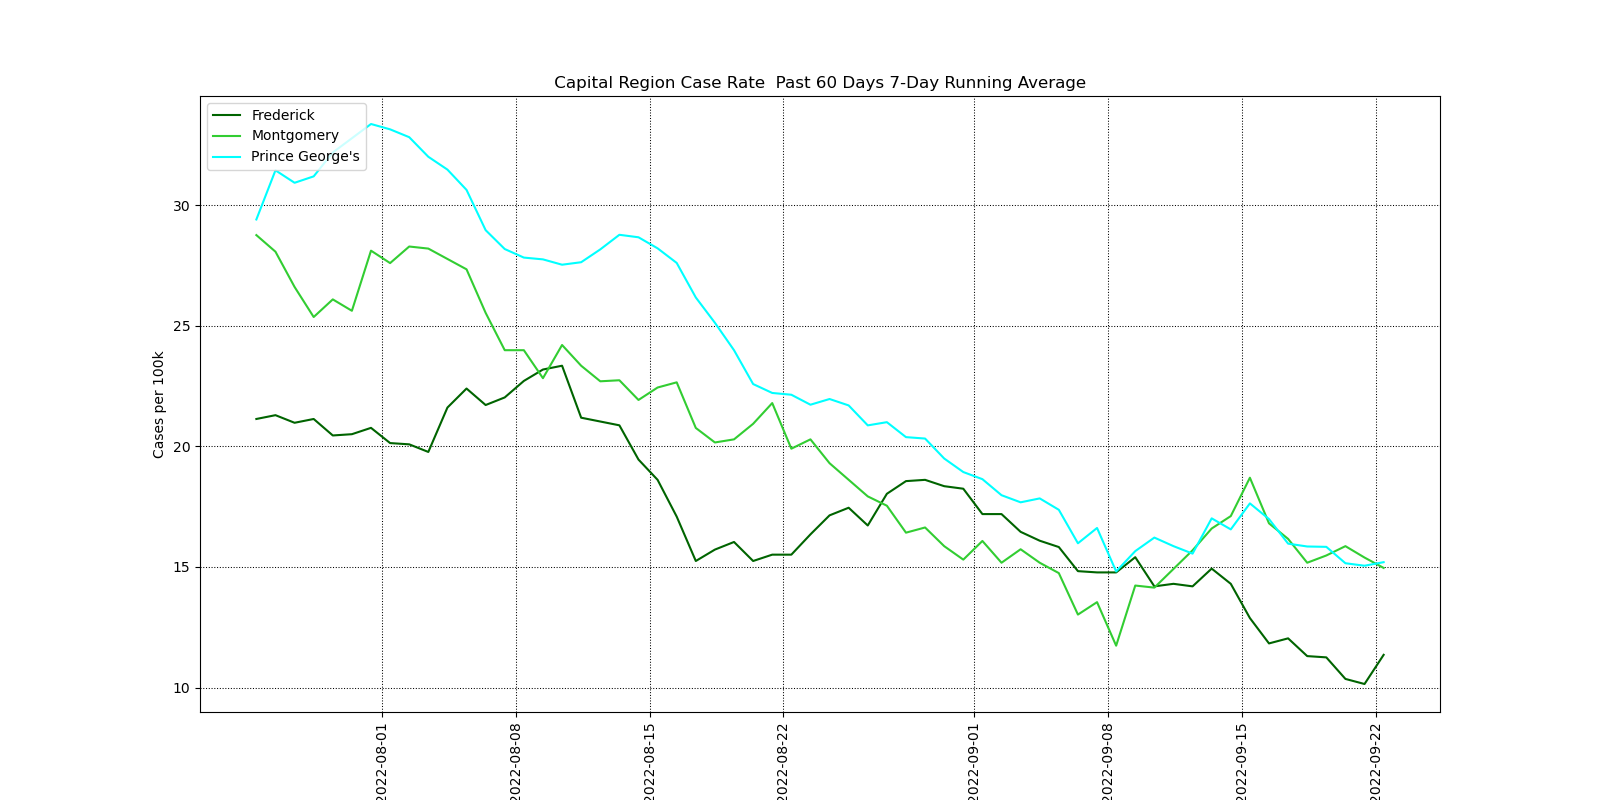 Capital Region Case Rate  Past 60 Days 7-Day Running Average
Frederick
Montgomery
Prince George's
Cases per 100k
30
25
20
15
10
2022-08-01
2022-08-08
2022-08-15
2022-08-22
2022-09-01
2022-09-08
2022-09-15
2022-09-22